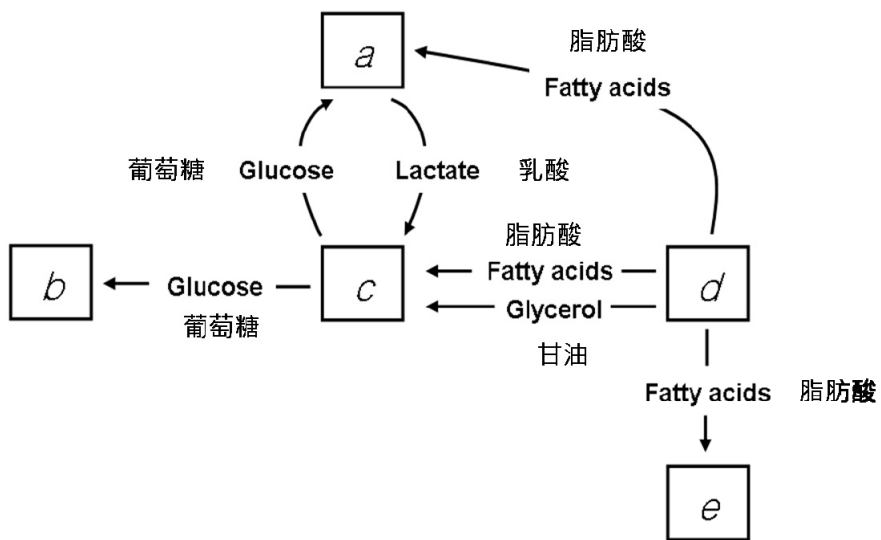 a
脂肪酸
Fatty acids
葡萄糖 Glucose
Lactate 乳酸
脂肪酸
Fatty acids
b
Glucose
葡萄糖
c
Glycerol
甘油
d
Fatty acids 脂肪酸
e